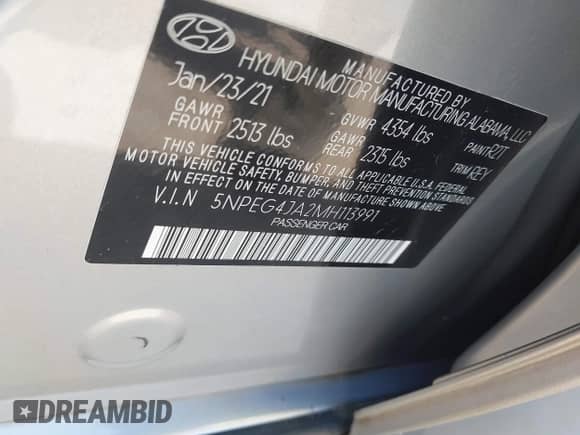 MANUFACTURED BY
HYUNDAI MOTOR MANUFACTURING ALABAMA, LLC
Jan/23/21
GVWR 4354 lbs
PAINT R2T
GAWR FRONT 2513 lbs
GAWR REAR 2315 lbs
TRIM REY
THIS VEHICLE CONFORMS TO ALL APPLICABLE U.S.A. FEDERAL
MOTOR VEHICLE SAFETY, BUMPER, AND THEFT PREVENTION STANDARDS
IN EFFECT ON THE DATE OF MANUFACTURE SHOWN ABOVE
V.I.N 5NPEG4JA2MH113991
PASSENGER CAR
DREAMBID